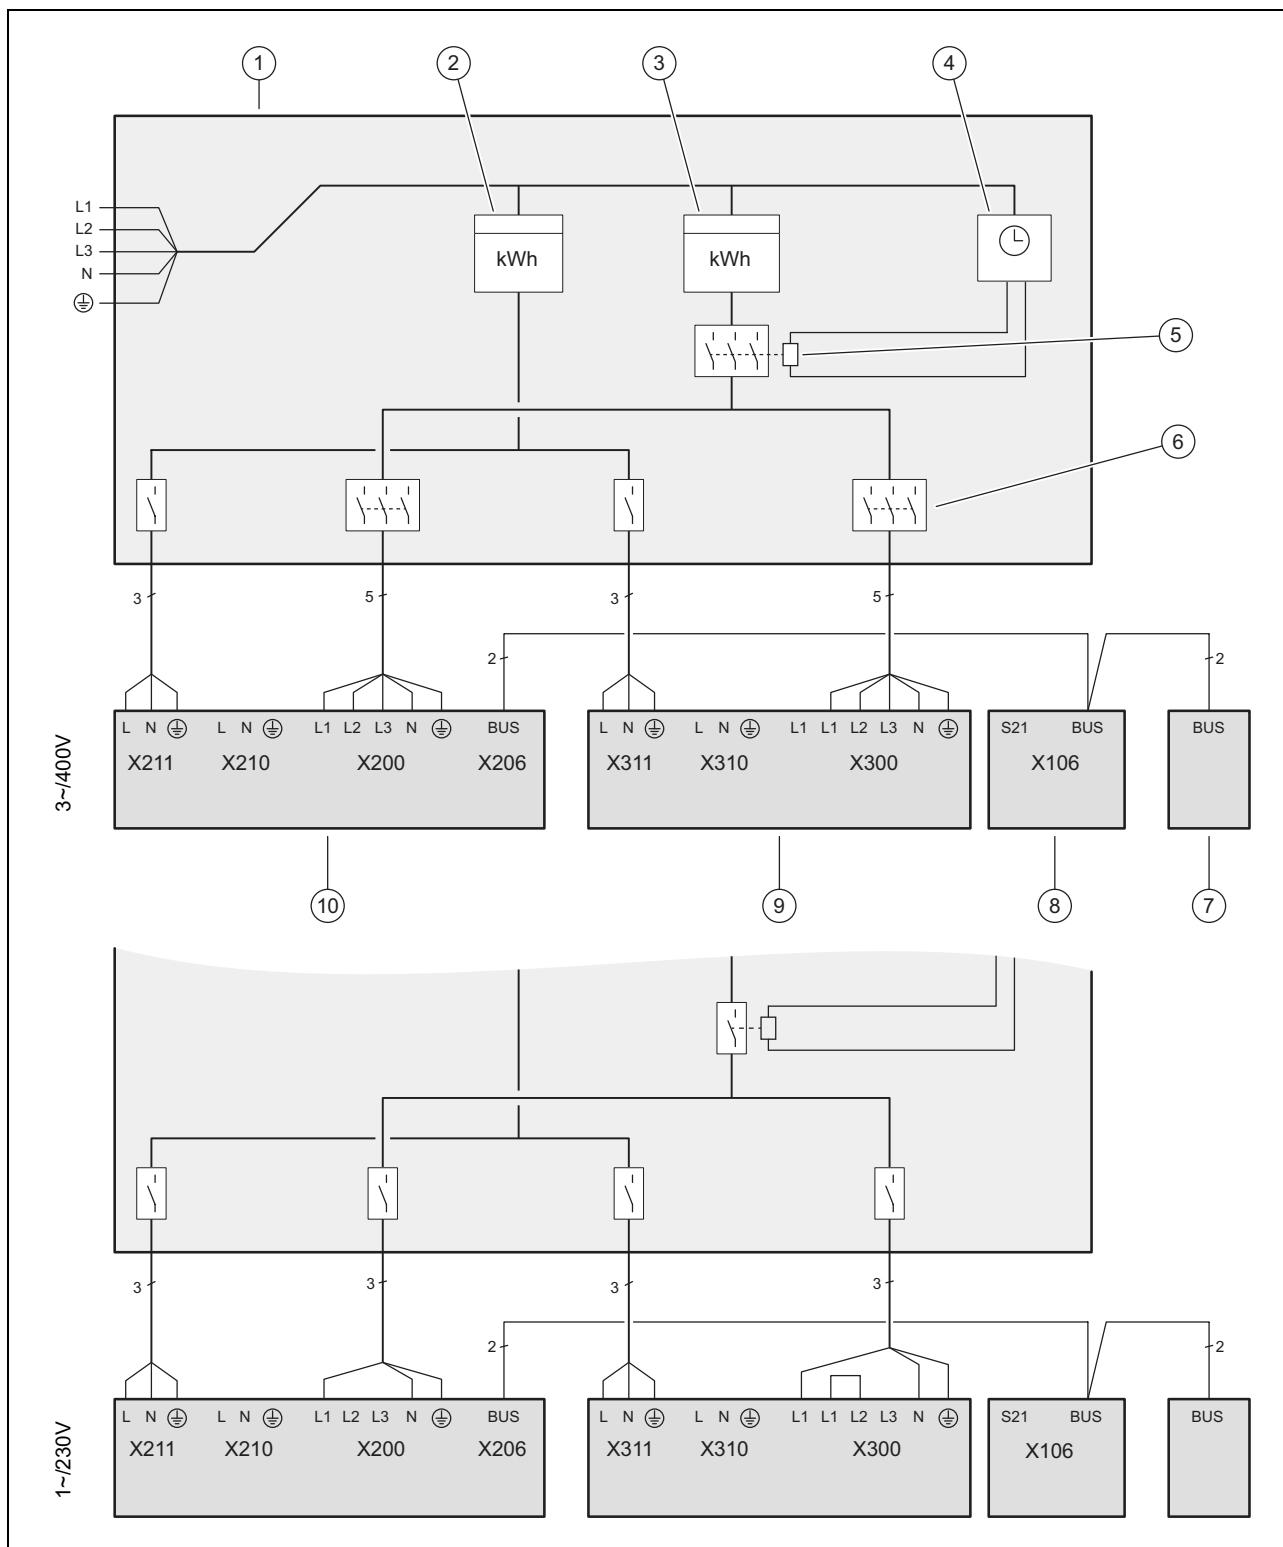 1 2 3 4
L1
L2
L3
N
kWh kWh
5
6
3 5 3 5
2 2
L N L N L1 L2 L3 N BUS L N L N L1 L1 L2 L3 N S21 BUS BUS
X211 X210 X200 X206 X311 X310 X300 X106
3~/400V
10 9 8 7
3 3 3 3
2 2
L N L N L1 L2 L3 N BUS L N L N L1 L1 L2 L3 N S21 BUS BUS
X211 X210 X200 X206 X311 X310 X300 X106
1~/230V